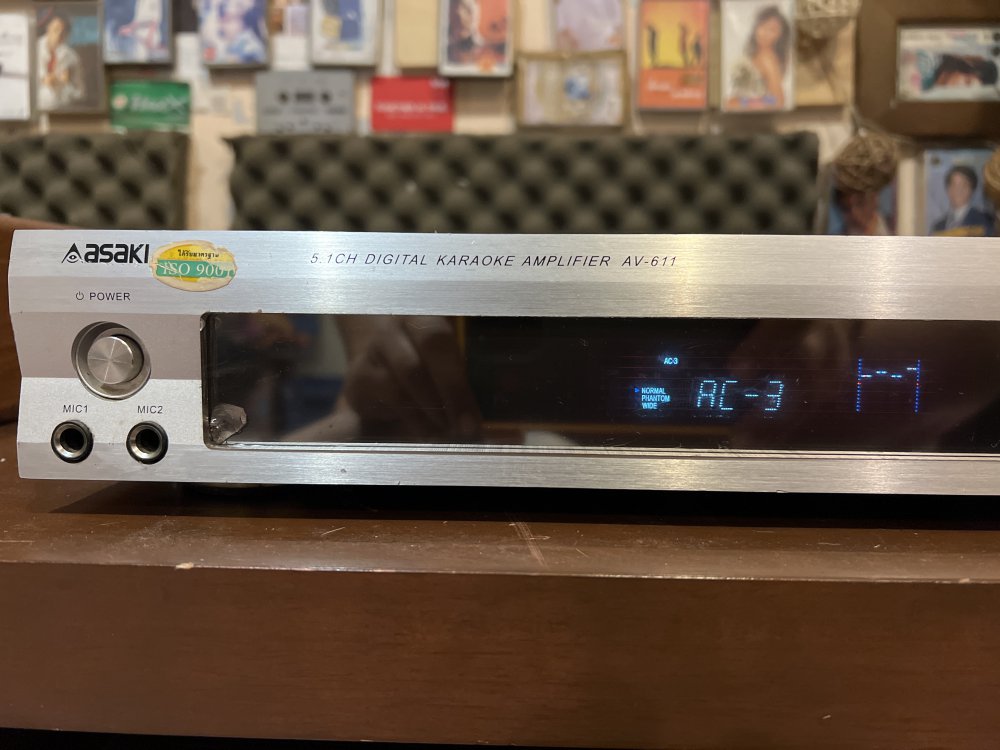 ASAKI
ได้รับมาตรฐาน
ISO 9001
5.1CH DIGITAL KARAOKE AMPLIFIER AV-611
POWER
MIC1
MIC2
AC-3
NORMAL
PHANTOM
WIDE
AC-3